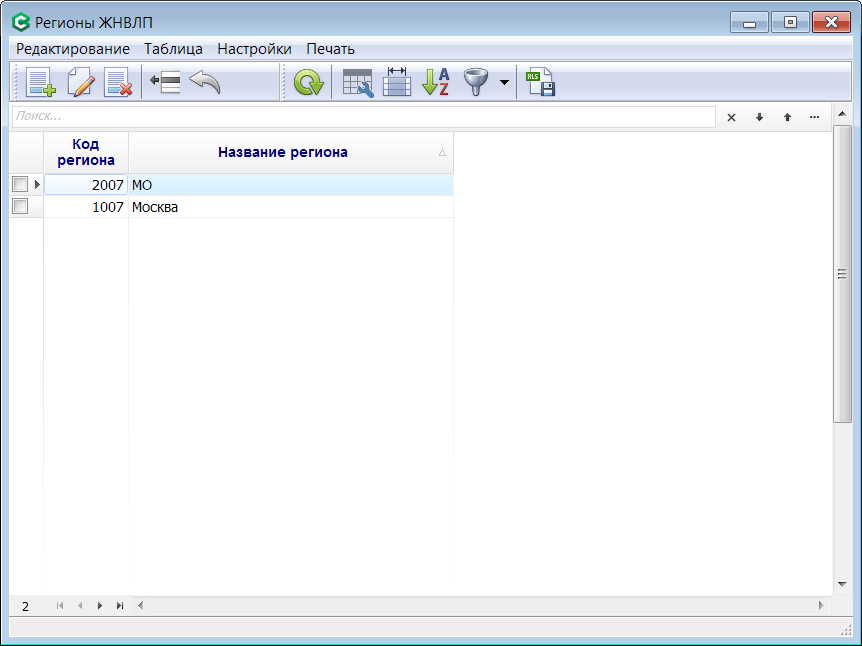 Регионы ЖНВЛП
Редактирование Таблица Настройки Печать
A
Z
XLS
Поиск...
Код региона
Название региона
2007 МО
1007 Москва
2